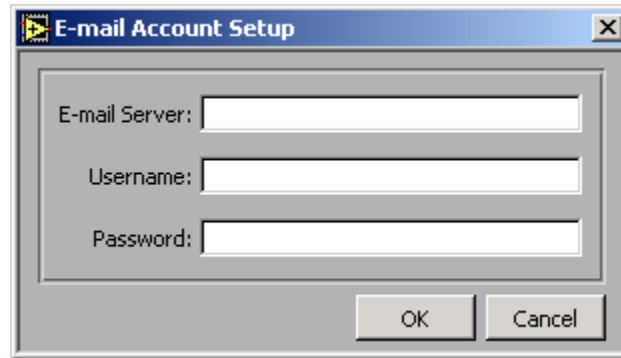 E-mail Account Setup
E-mail Server:
Username:
Password:
OK Cancel